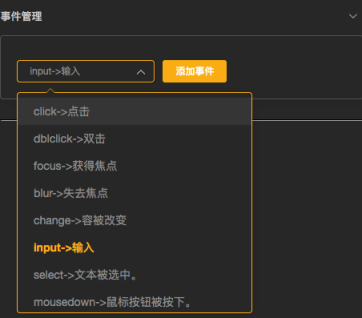 事件管理
input->输入
添加事件
click->点击
dblclick->双击
focus->获得焦点
blur->失去焦点
change->容被改变
input->输入
select->文本被选中。
mousedown->鼠标按钮被按下。